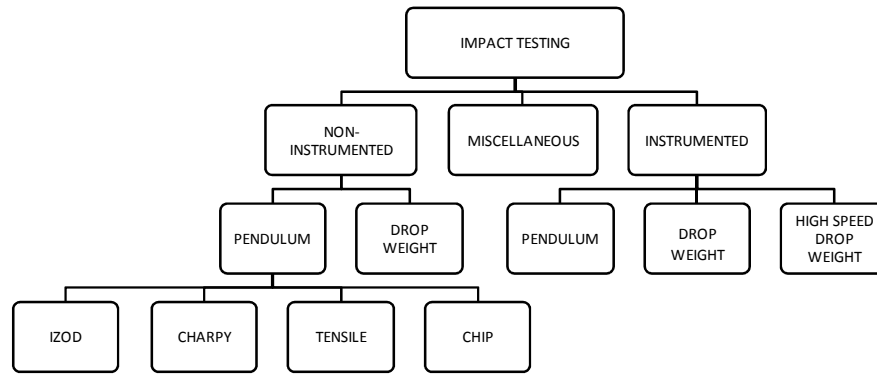 IMPACT TESTING
NON-
INSTRUMENTED
MISCELLANEOUS
INSTRUMENTED
PENDULUM
DROP
WEIGHT
PENDULUM
DROP
WEIGHT
HIGH SPEED
DROP
WEIGHT
IZOD
CHARPY
TENSILE
CHIP